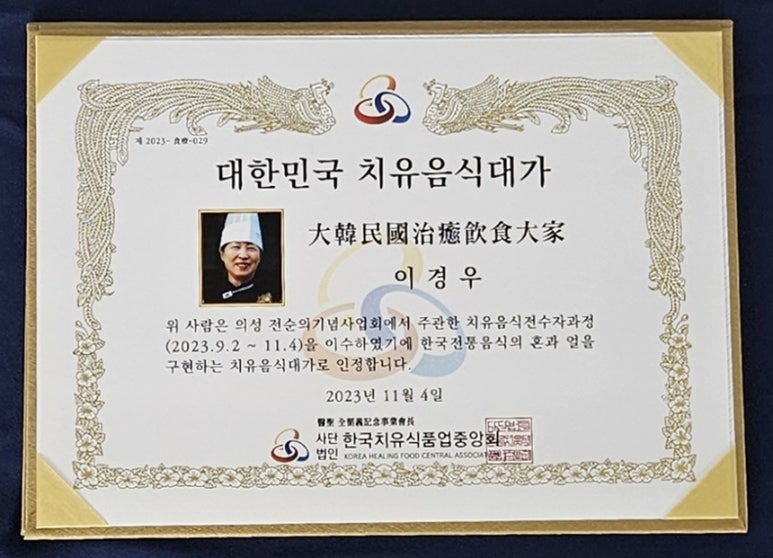 제 2023- 食療-029
대한민국 치유음식대가
大韓民國治癒飮食大家
이경우
위 사람은 의성 전순의기념사업회에서 주관한 치유음식전수자과정
(2023.9.2 ~ 11.4)을 이수하였기에 한국전통음식의 혼과 얼을
구현하는 치유음식대가로 인정합니다.
2023년 11월 4일
醫聖 全循義記念事業會長
사단법인 한국치유식품업중앙회
KOREA HEALING FOOD CENTRAL ASSOCIAT